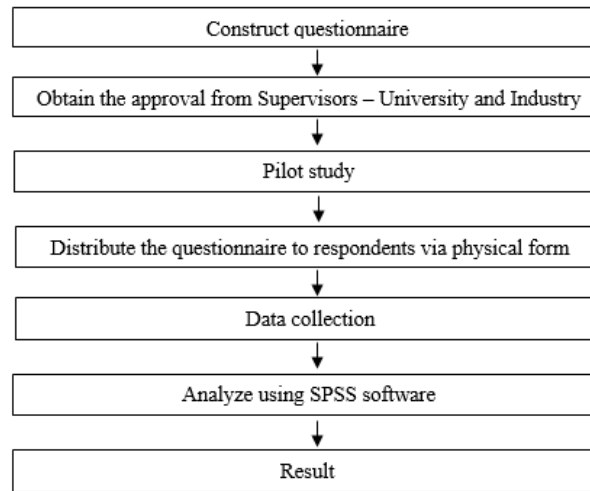 Construct questionnaire
Obtain the approval from Supervisors – University and Industry
Pilot study
Distribute the questionnaire to respondents via physical form
Data collection
Analyze using SPSS software
Result